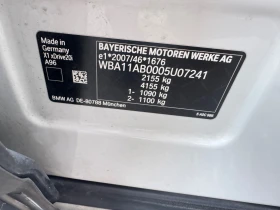 Made in
Germany
X1 xDrive20i
A96
BAYERISCHE MOTOREN WERKE AG
e1*2007/46*1676
WBA11AB0005U07241
2155 kg
4155 kg
1- 1090 kg
2- 1100 kg
BMW AG DE-80788 München